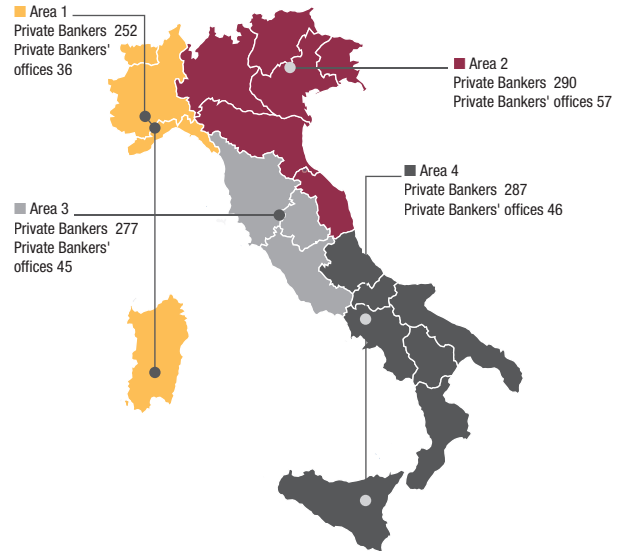 Area 1
Private Bankers 252
Private Bankers'
offices 36
Area 2
Private Bankers 290
Private Bankers' offices 57
Area 4
Private Bankers 287
Private Bankers' offices 46
Area 3
Private Bankers 277
Private Bankers'
offices 45